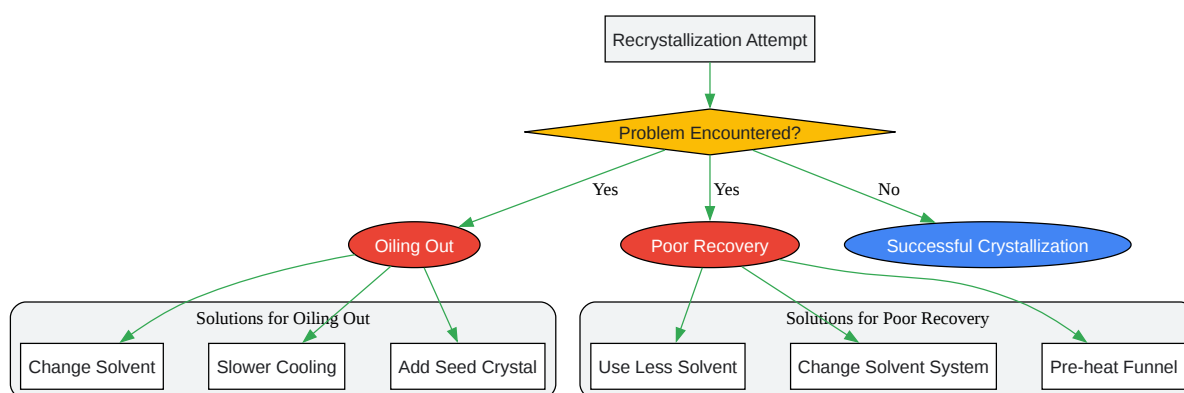 Recrystallization Attempt
Problem Encountered?
Yes
Yes
No
Oiling Out
Poor Recovery
Successful Crystallization
Solutions for Oiling Out
Solutions for Poor Recovery
Change Solvent
Slower Cooling
Add Seed Crystal
Use Less Solvent
Change Solvent System
Pre-heat Funnel